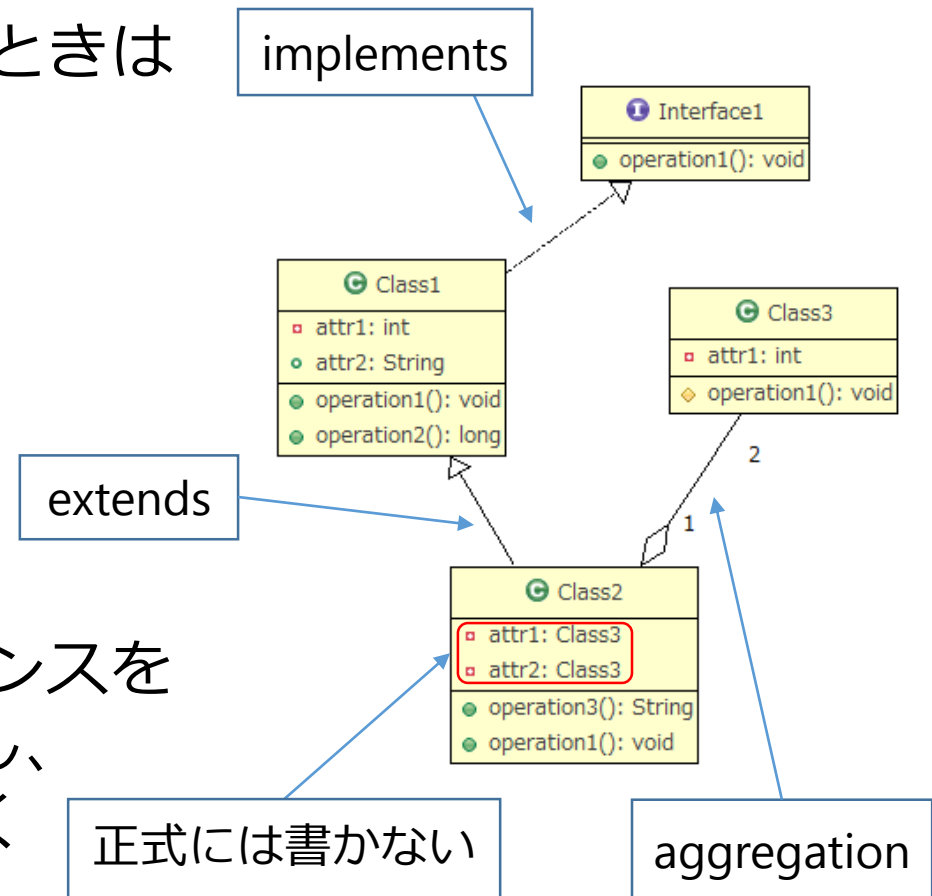 ときは
implements
Interface1
operation1(): void
Class1
attr1: int
attr2: String
operation1(): void
operation2(): long
Class3
attr1: int
operation1(): void
2
1
extends
Class2
attr1: Class3
attr2: Class3
operation3(): String
operation1(): void
ンスを
正式には書かない
aggregation